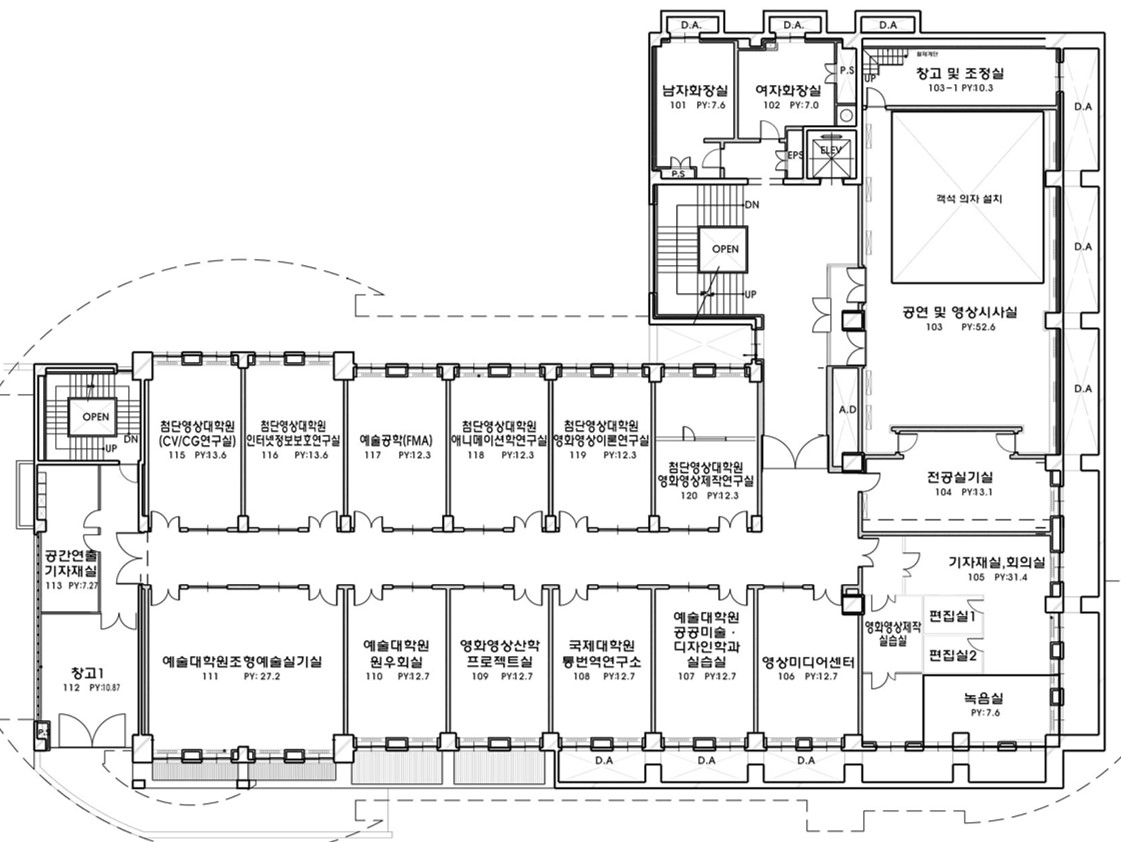 D.A.
D.A.
D.A
남자화장실
101 PY:7.6
여자화장실
102 PY:7.0
P.S
UP
창고 및 조정실
103-1 PY:10.3
D.A
P.S
EPS
ELEV
객석 의자 설치
DN
OPEN
UP
D.A
공연 및 영상시사실
103 PY:52.6
D.A
A.D
OPEN
DN
UP
첨단영상대학원
(CV/CG연구실)
115 PY:13.6
첨단영상대학원
인터넷정보보호연구실
116 PY:13.6
예술공학(FMA)
117 PY:12.3
첨단영상대학원
애니메이션학연구실
118 PY:12.3
첨단영상대학원
영화영상이론연구실
119 PY:12.3
첨단영상대학원
영화영상제작연구실
120 PY:12.3
전공실기실
104 PY:13.1
공간연출
기자재실
113 PY:7.27
기자재실,회의실
105 PY:31.4
편집실1
영화영상제작
실습실
편집실2
녹음실
PY:7.6
창고1
112 PY:10.87
P.S
예술대학원조형예술실기실
111 PY: 27.2
예술대학원
원우회실
110 PY:12.7
영화영상산학
프로젝트실
109 PY:12.7
국제대학원
통번역연구소
108 PY:12.7
예술대학원
공공미술 ·
디자인학과
실습실
107 PY:12.7
영상미디어센터
106 PY:12.7
D.A
D.A
D.A